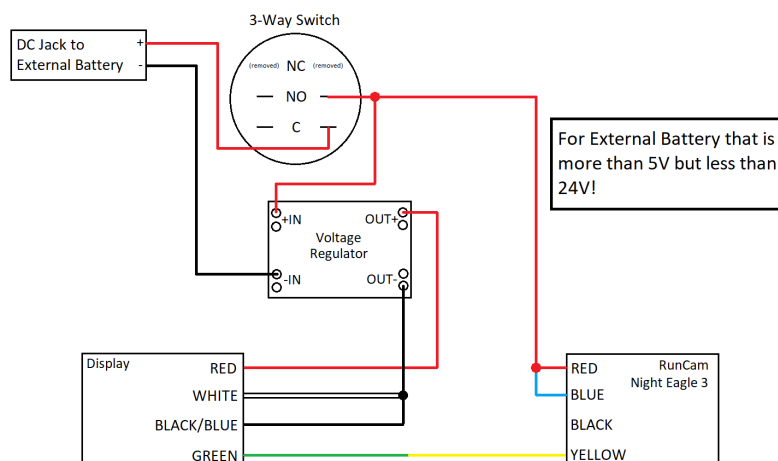 3-Way Switch
DC Jack to
External Battery
+
-
(removed) NC (removed)
NO
C
For External Battery that is
more than 5V but less than
24V!
+IN
OUT+
Voltage
Regulator
-IN
OUT-
Display
RED
WHITE
BLACK/BLUE
GREEN
RED
RunCam
Night Eagle 3
BLUE
BLACK
YELLOW